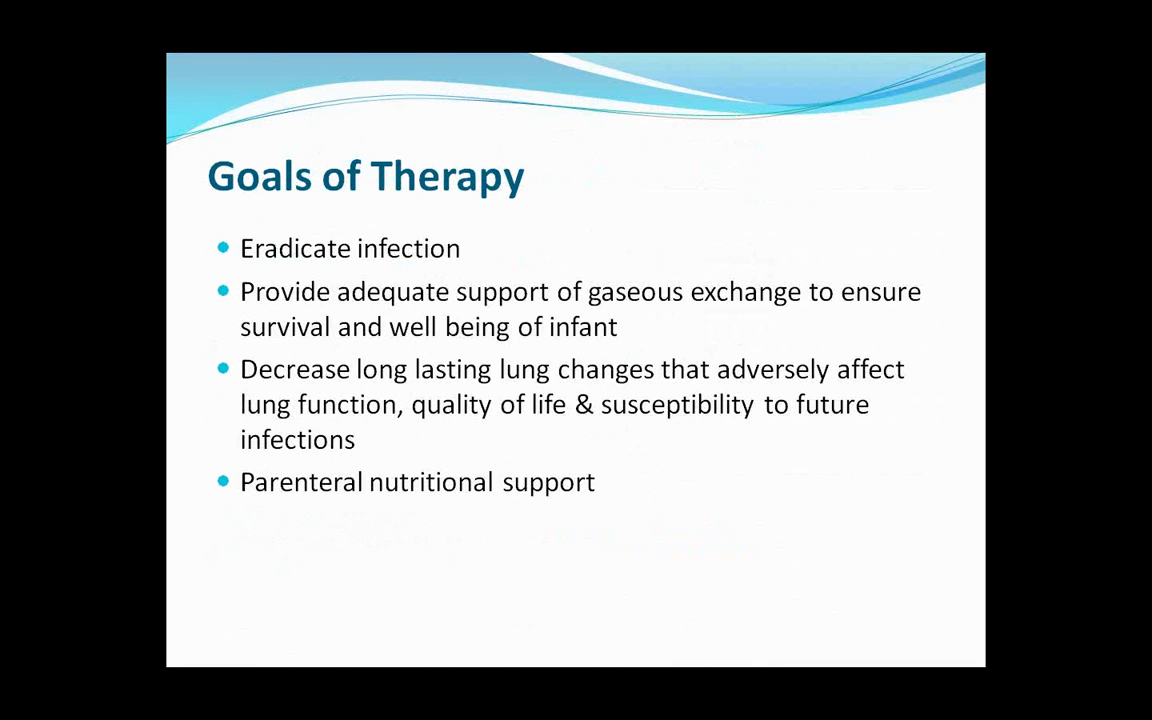 Goals of Therapy
Eradicate infection
Provide adequate support of gaseous exchange to ensure
survival and well being of infant
Decrease long lasting lung changes that adversely affect
lung function, quality of life & susceptibility to future
infections
Parenteral nutritional support